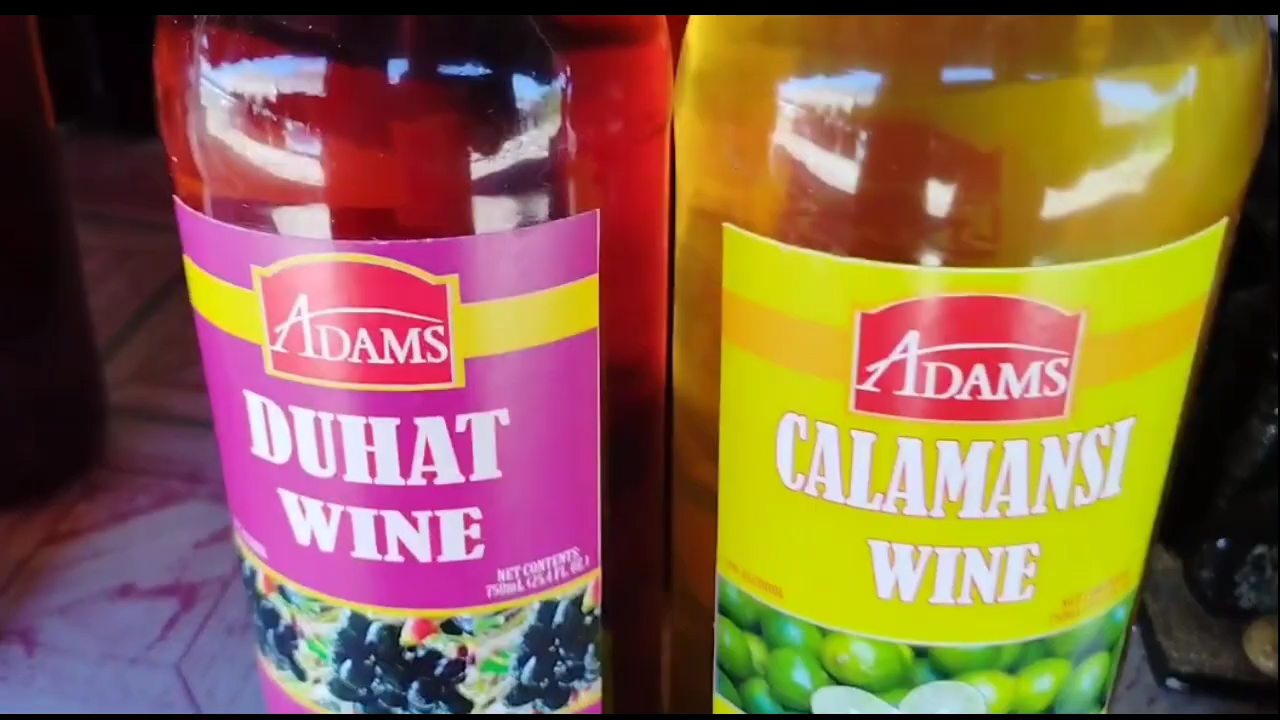 ADAMS
DUHAT
WINE
NET CONTENTS:
750mL (25.4 FL. OZ.)
ADAMS
CALAMANSI
WINE